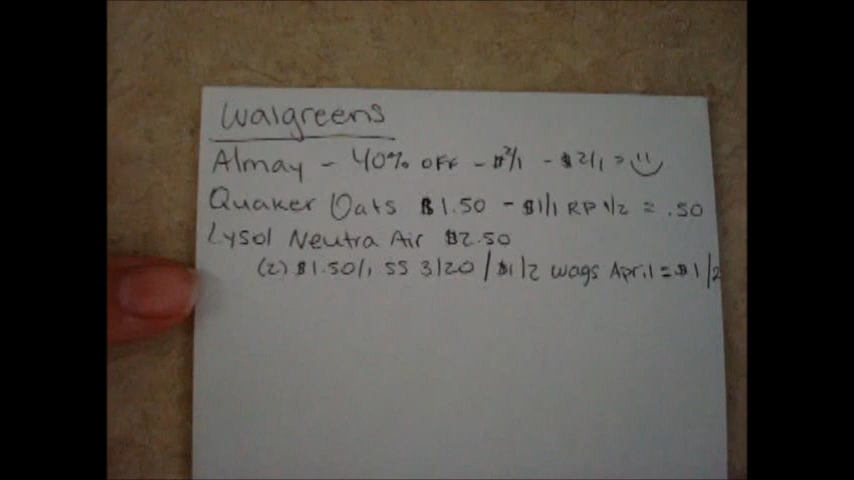 Walgreens
Almay - 40% OFF - $2/1 - $2/1 =
Quaker Oats $1.50 - $1/1 RP 1/2 = .50
Lysol Neutra Air $2.50
(2) $1.50/1 SS 3/20 / $1/2 wags April = $1/2